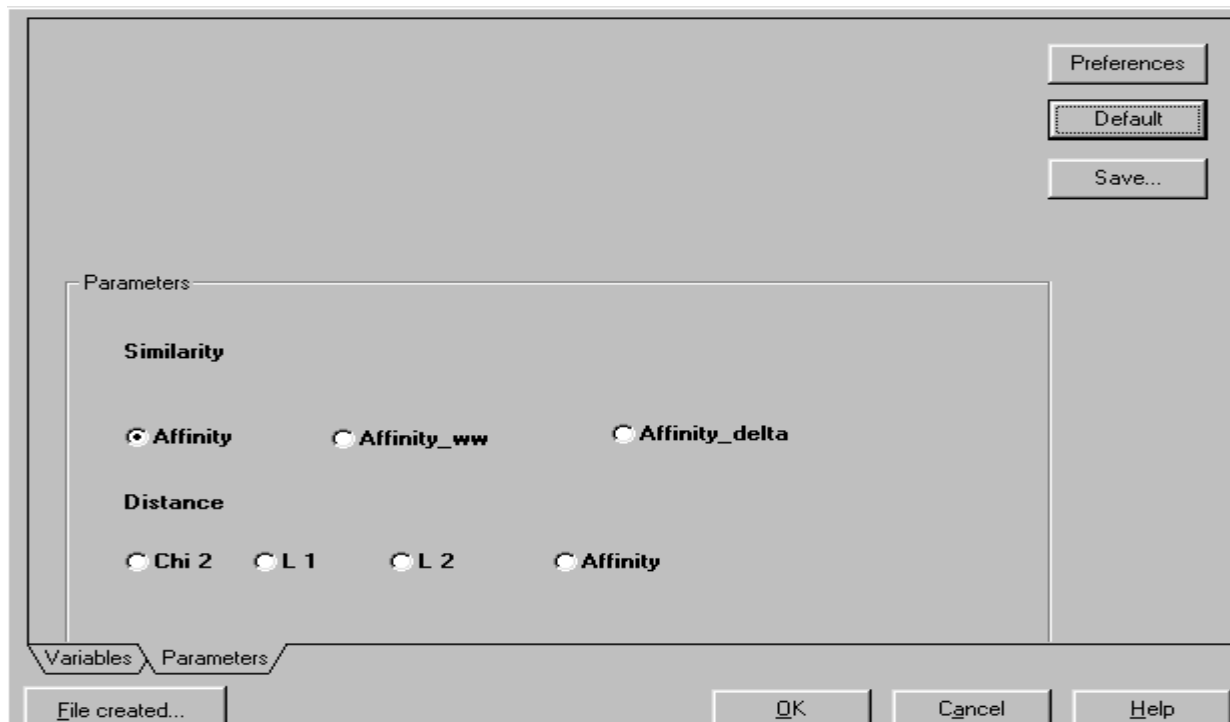 Preferences
Default
Save...
Parameters
Similarity
Affinity Affinity_ww Affinity_delta
Distance
Chi 2 L 1 L 2 Affinity
Variables Parameters
File created... OK Cancel Help